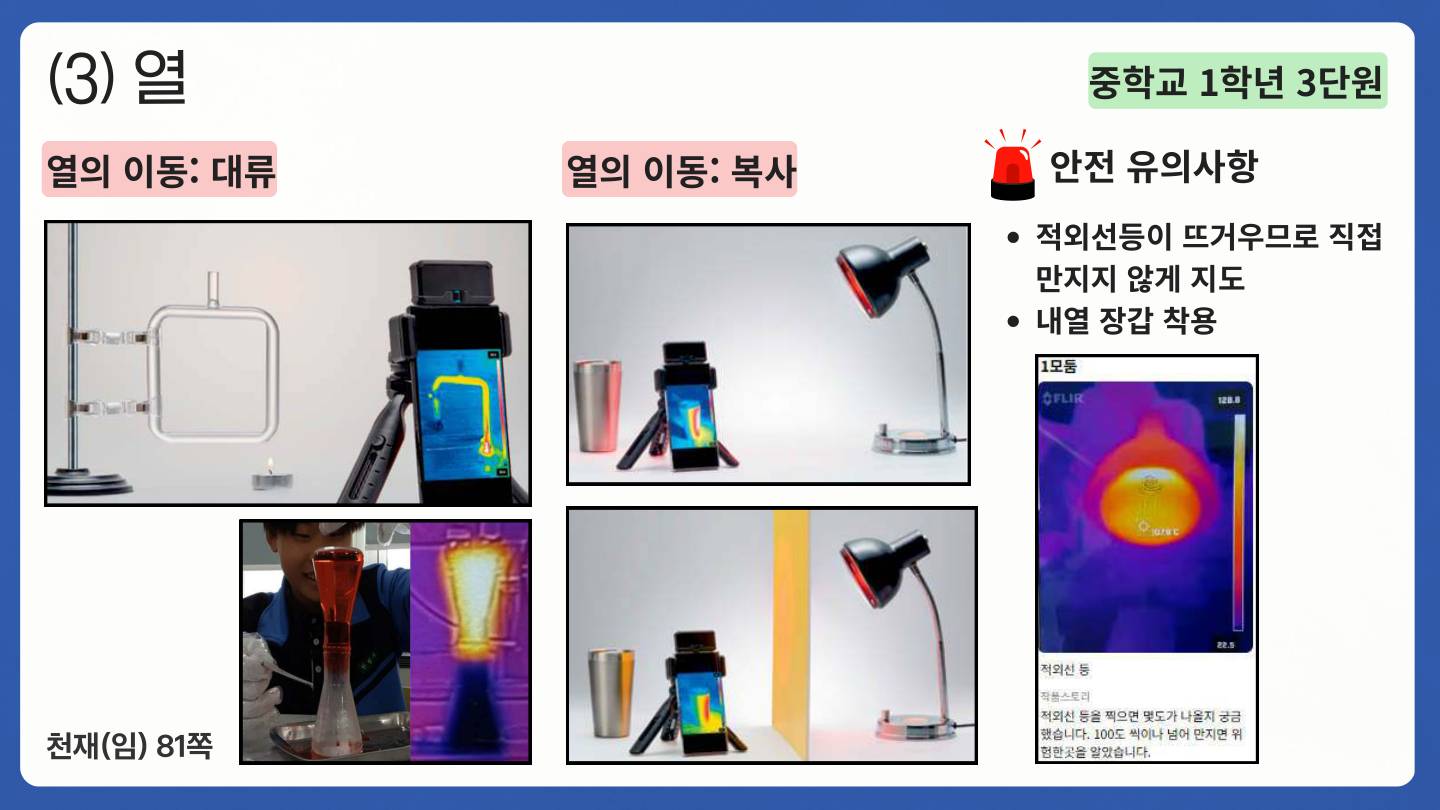 (3) 열
중학교 1학년 3단원
열의 이동: 대류
열의 이동: 복사
안전 유의사항
• 적외선등이 뜨거우므로 직접
만지지 않게 지도
• 내열 장갑 착용
1모둠
FLIR
128.8
107.8°C
22.5
적외선 등
작품스토리
적외선 등을 찍으면 몇도가 나올지 궁금
했습니다. 100도 씩이나 넘어 만지면 위
험한곳을 알았습니다.
천재(임) 81쪽